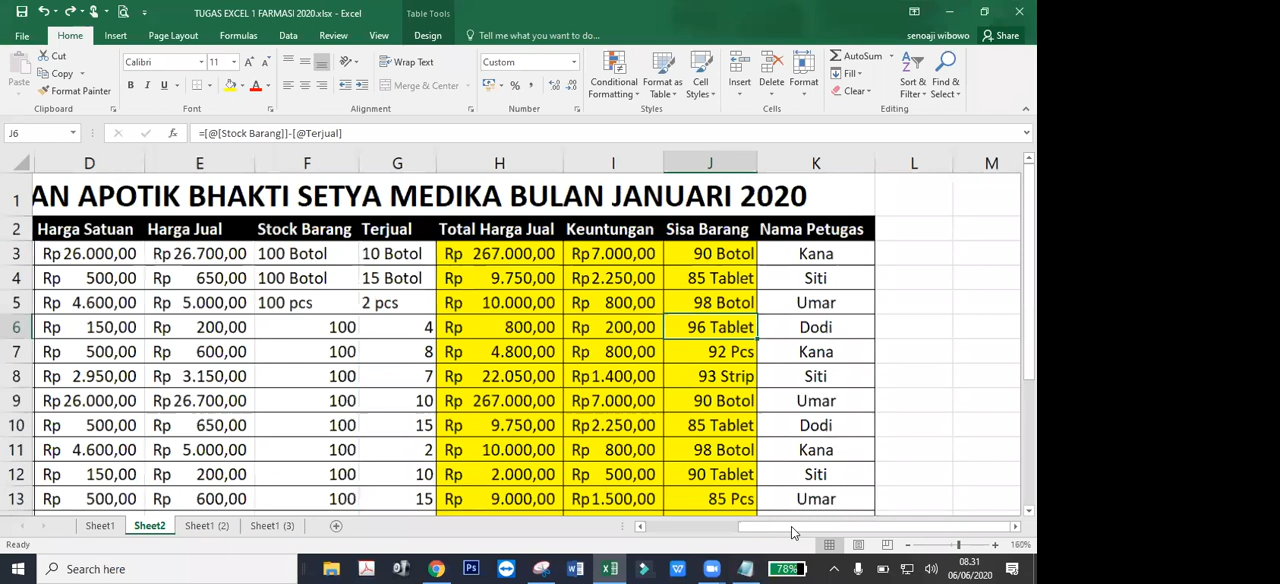 TUGAS EXCEL 1 FARMASI 2020.xlsx - Excel
Table Tools
File Home Insert Page Layout Formulas Data Review View Design Tell me what you want to do... senoaji wibowo Share
Paste
Cut
Copy
Format Painter
Clipboard
Calibri 11
B I U
Font
Wrap Text
Merge & Center
Alignment
Custom
Number
Conditional Formatting
Format as Table
Cell Styles
Styles
Insert Delete Format
Cells
AutoSum
Fill
Clear
Sort & Filter
Find & Select
Editing
J6 fx =[@[Stock Barang]]-[@Terjual]
D E F G H I J K L M
1 AN APOTIK BHAKTI SETYA MEDIKA BULAN JANUARI 2020
2 Harga Satuan Harga Jual Stock Barang Terjual Total Harga Jual Keuntungan Sisa Barang Nama Petugas
3 Rp 26.000,00 Rp 26.700,00 100 Botol 10 Botol Rp 267.000,00 Rp 7.000,00 90 Botol Kana
4 Rp 500,00 Rp 650,00 100 Botol 15 Botol Rp 9.750,00 Rp 2.250,00 85 Tablet Siti
5 Rp 4.600,00 Rp 5.000,00 100 pcs 2 pcs Rp 10.000,00 Rp 800,00 98 Botol Umar
6 Rp 150,00 Rp 200,00 100 4 Rp 800,00 Rp 200,00 96 Tablet Dodi
7 Rp 500,00 Rp 600,00 100 8 Rp 4.800,00 Rp 800,00 92 Pcs Kana
8 Rp 2.950,00 Rp 3.150,00 100 7 Rp 22.050,00 Rp 1.400,00 93 Strip Siti
9 Rp 26.000,00 Rp 26.700,00 100 10 Rp 267.000,00 Rp 7.000,00 90 Botol Umar
10 Rp 500,00 Rp 650,00 100 15 Rp 9.750,00 Rp 2.250,00 85 Tablet Dodi
11 Rp 4.600,00 Rp 5.000,00 100 2 Rp 10.000,00 Rp 800,00 98 Botol Kana
12 Rp 150,00 Rp 200,00 100 10 Rp 2.000,00 Rp 500,00 90 Tablet Siti
13 Rp 500,00 Rp 600,00 100 15 Rp 9.000,00 Rp 1.500,00 85 Pcs Umar
Sheet1 Sheet2 Sheet1 (2) Sheet1 (3)
Ready 160%
Search here 78% 08.31
06/06/2020